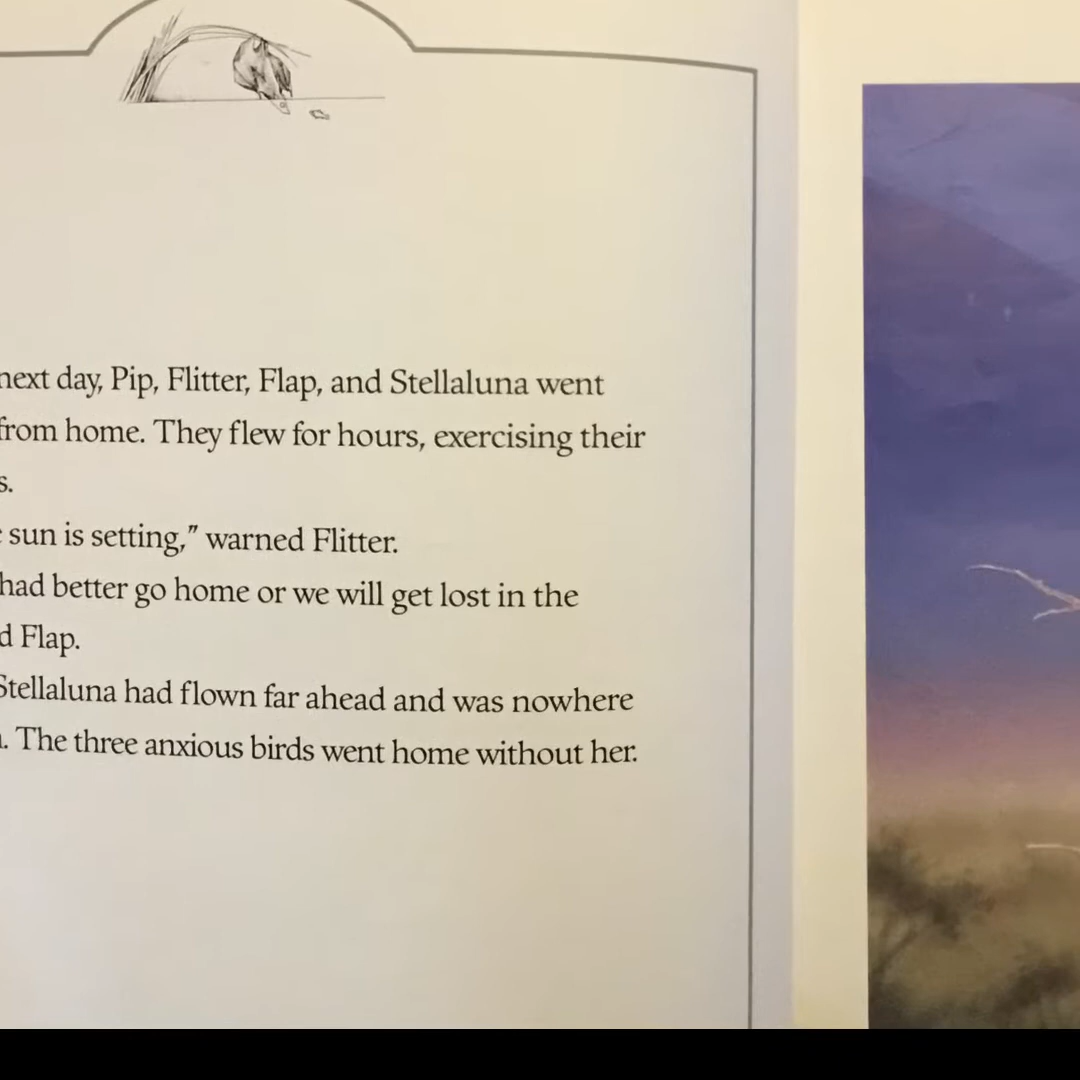 next day, Pip, Flitter, Flap, and Stellaluna went
from home. They flew for hours, exercising their
s.
sun is setting,” warned Flitter.
had better go home or we will get lost in the
d Flap.
Stellaluna had flown far ahead and was nowhere
. The three anxious birds went home without her.